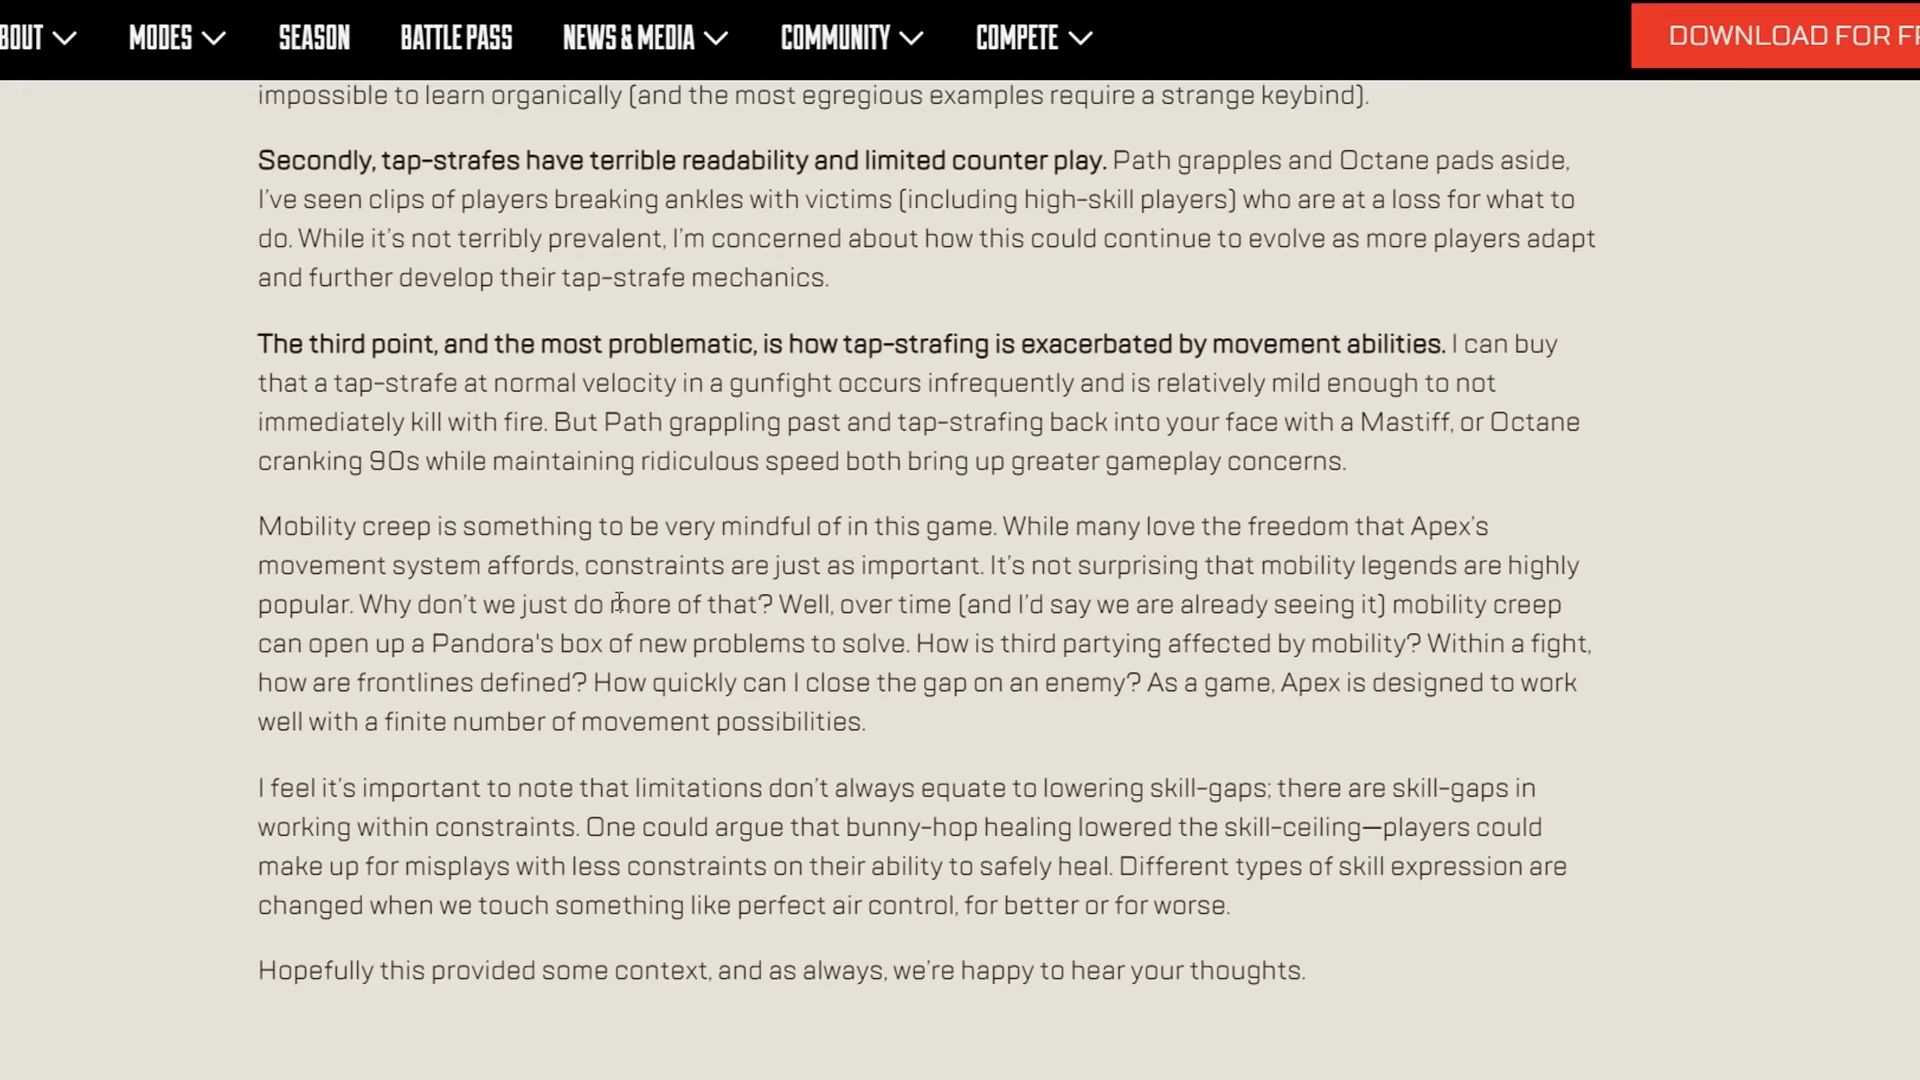 BOUT MODES SEASON BATTLE PASS NEWS & MEDIA COMMUNITY COMPETE DOWNLOAD FOR FR
impossible to learn organically (and the most egregious examples require a strange keybind).
Secondly, tap-strafes have terrible readability and limited counter play. Path grapples and Octane pads aside,
I've seen clips of players breaking ankles with victims (including high-skill players) who are at a loss for what to
do. While it's not terribly prevalent, I'm concerned about how this could continue to evolve as more players adapt
and further develop their tap-strafe mechanics.
The third point, and the most problematic, is how tap-strafing is exacerbated by movement abilities. I can buy
that a tap-strafe at normal velocity in a gunfight occurs infrequently and is relatively mild enough to not
immediately kill with fire. But Path grappling past and tap-strafing back into your face with a Mastiff, or Octane
cranking 90s while maintaining ridiculous speed both bring up greater gameplay concerns.
Mobility creep is something to be very mindful of in this game. While many love the freedom that Apex's
movement system affords, constraints are just as important. It's not surprising that mobility legends are highly
popular. Why don't we just do more of that? Well, over time (and I'd say we are already seeing it) mobility creep
can open up a Pandora's box of new problems to solve. How is third partying affected by mobility? Within a fight,
how are frontlines defined? How quickly can I close the gap on an enemy? As a game, Apex is designed to work
well with a finite number of movement possibilities.
I feel it's important to note that limitations don't always equate to lowering skill-gaps; there are skill-gaps in
working within constraints. One could argue that bunny-hop healing lowered the skill-ceiling—players could
make up for misplays with less constraints on their ability to safely heal. Different types of skill expression are
changed when we touch something like perfect air control, for better or for worse.
Hopefully this provided some context, and as always, we're happy to hear your thoughts.